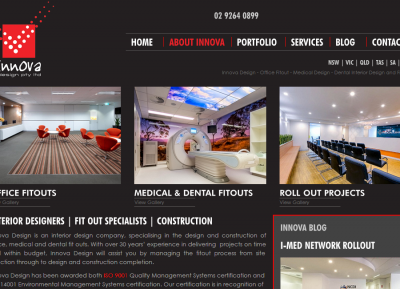 02 9264 0899
HOME | ABOUT INNOVA | PORTFOLIO | SERVICES | BLOG | CONTAC
innova
design pty ltd
NSW | VIC | QLD | TAS | SA |
Innova Design - Office Fitout - Medical Design - Dental Interior Design and F
FFICE FITOUTS
View Gallery
MEDICAL & DENTAL FITOUTS
View Gallery
ROLL OUT PROJECTS
View Gallery
TERIOR DESIGNERS | FIT OUT SPECIALISTS | CONSTRUCTION
ova Design is an interior design company, specialising in the design and construction of
ce, medical and dental fit outs. With over 30 years' experience in delivering projects on time
within budget. Innova Design will assist you by managing the fitout process from site
ction through to design and construction completion.
ova Design has been awarded both ISO 9001 Quality Management Systems certification and
14001 Environmental Management Systems certification. Our certification is in recognition of
INNOVA BLOG
I-MED NETWORK ROLLOUT